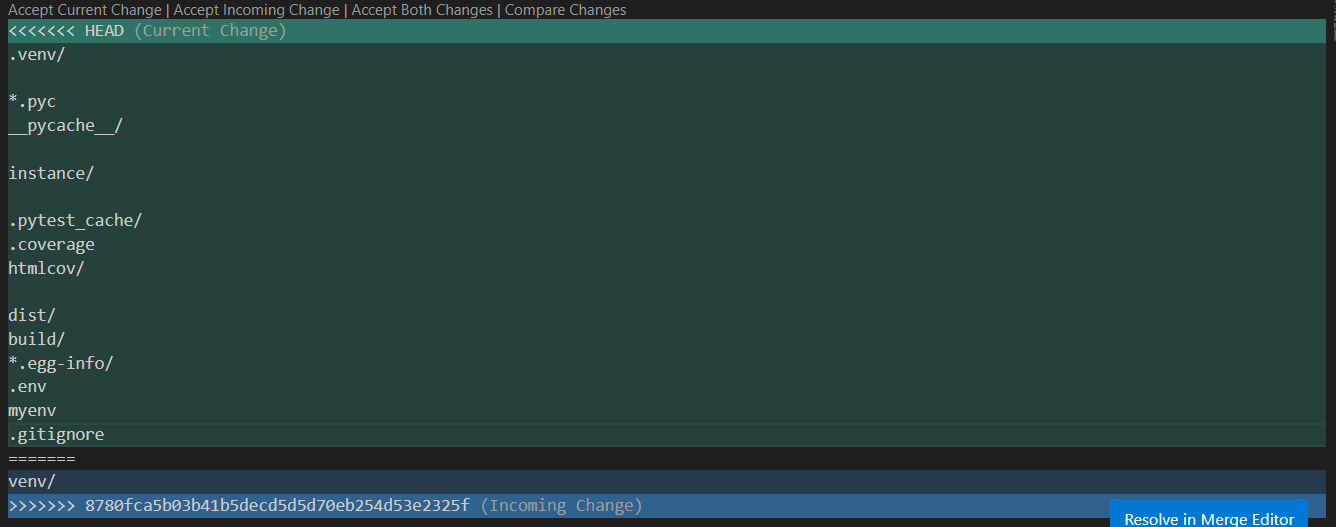 Accept Current Change | Accept Incoming Change | Accept Both Changes | Compare Changes
<<<<<<< HEAD (Current Change)
.venv/
*.pyc
__pycache__/
instance/
.pytest_cache/
.coverage
htmlcov/
dist/
build/
*.egg-info/
.env
myenv
.gitignore
=======
venv/
>>>>>>> 8780fca5b03b41b5decd5d5d70eb254d53e2325f (Incoming Change)
Resolve in Merge Editor